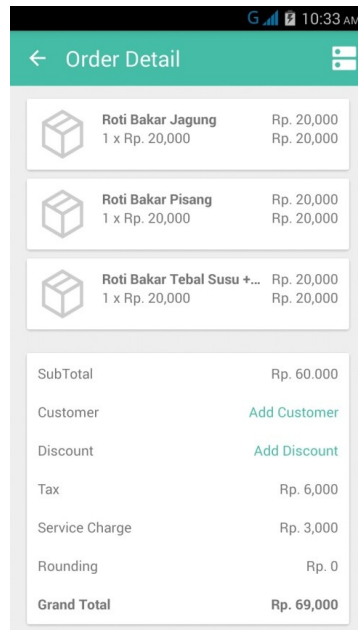 G 10:33 AM
Order Detail
Roti Bakar Jagung Rp. 20,000
1 x Rp. 20,000 Rp. 20,000
Roti Bakar Pisang Rp. 20,000
1 x Rp. 20,000 Rp. 20,000
Roti Bakar Tebal Susu +... Rp. 20,000
1 x Rp. 20,000 Rp. 20,000
SubTotal Rp. 60.000
Customer Add Customer
Discount Add Discount
Tax Rp. 6,000
Service Charge Rp. 3,000
Rounding Rp. 0
Grand Total Rp. 69,000